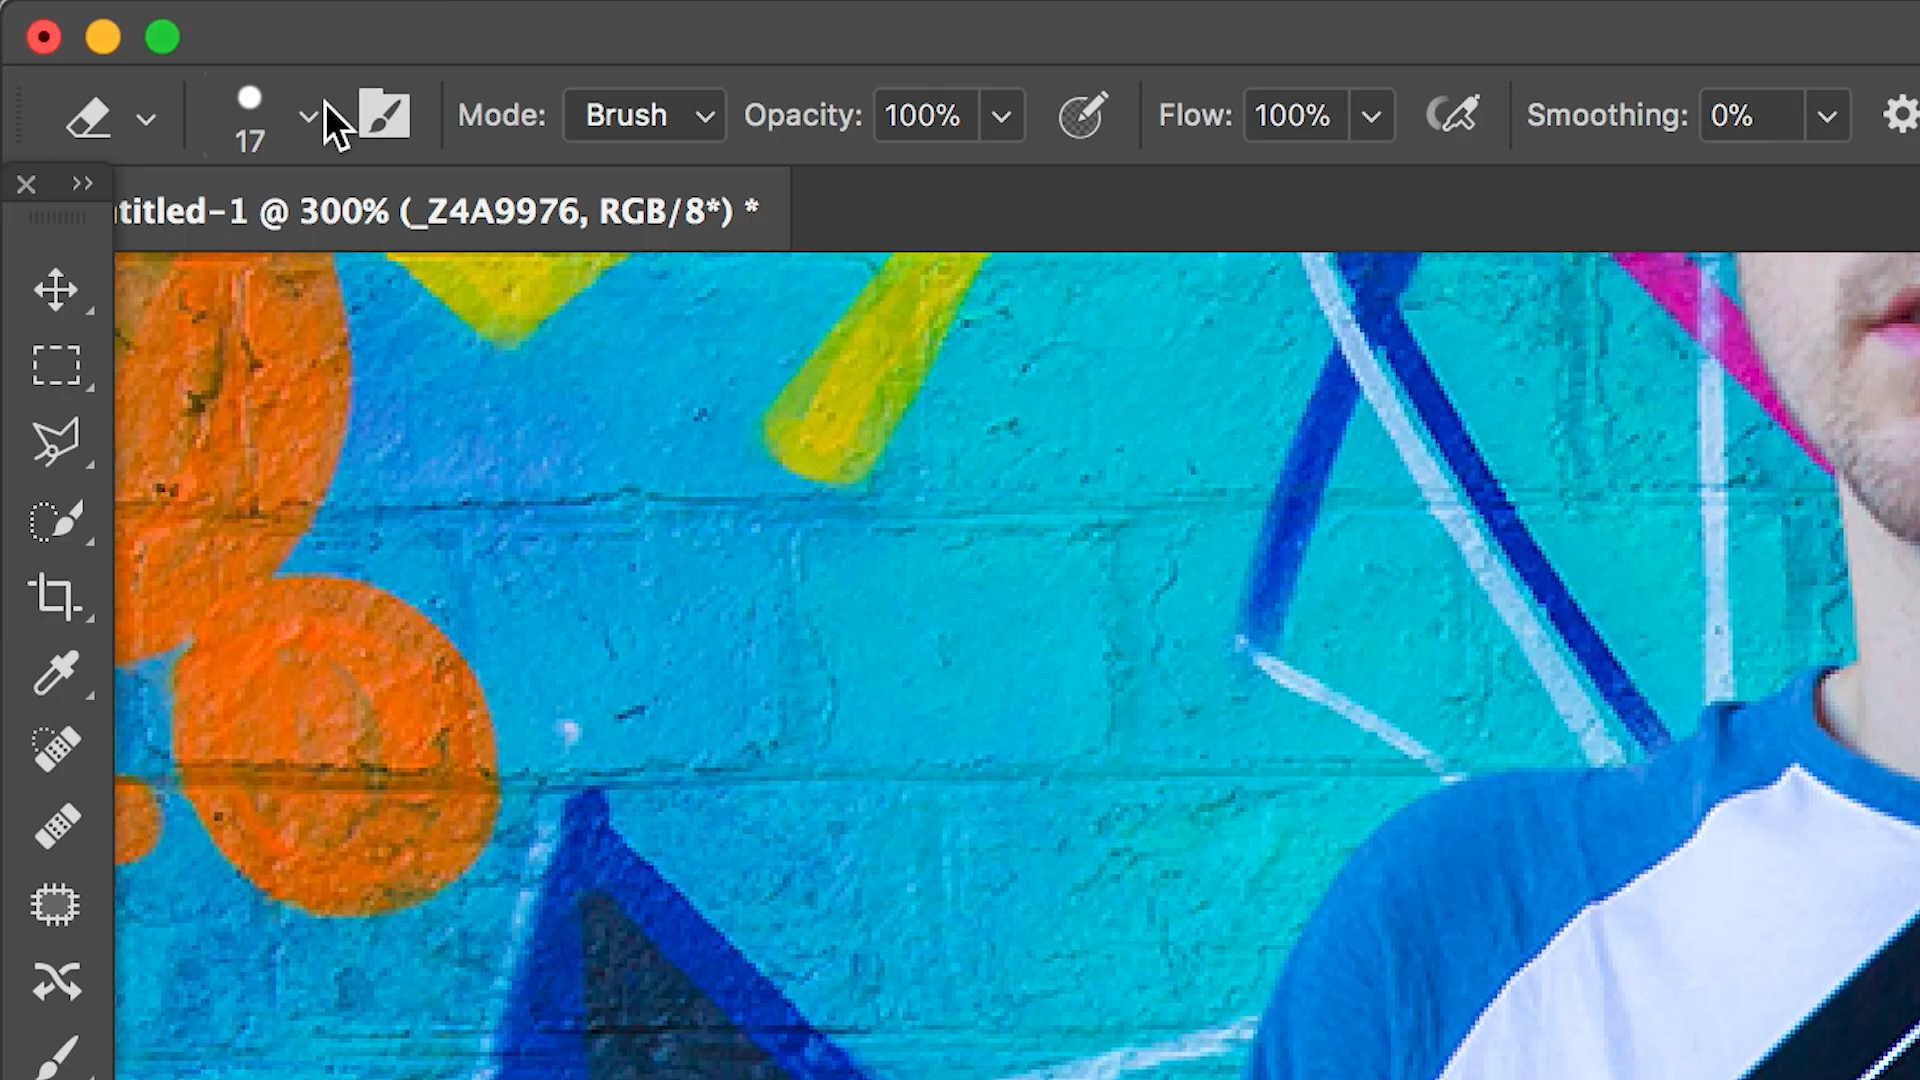 17 Mode: Brush Opacity: 100% Flow: 100% Smoothing: 0%
titled-1 @ 300% (_Z4A9976, RGB/8*) *